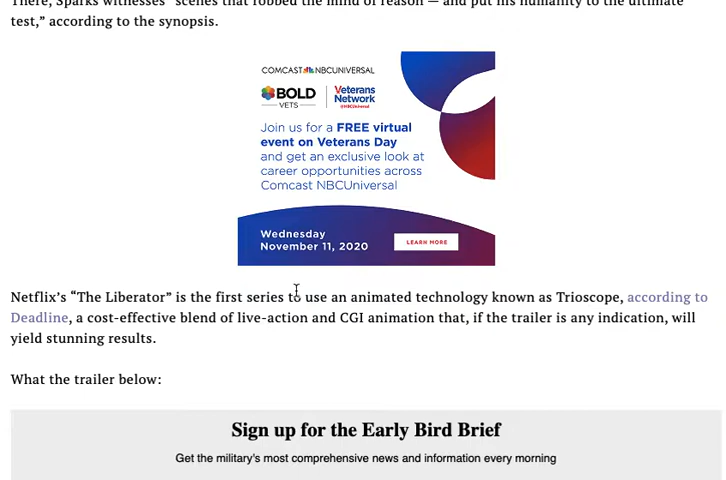 There, Sparks witnesses “scenes that robbed the mind of reason — and put his humanity to the ultimate
test,” according to the synopsis.
COMCAST NBCUNIVERSAL
BOLD
VETS
Veterans
Network
@NBCUniversal
Join us for a FREE virtual
event on Veterans Day
and get an exclusive look at
career opportunities across
Comcast NBCUniversal
Wednesday
November 11, 2020
LEARN MORE
Netflix’s “The Liberator” is the first series to use an animated technology known as Trioscope, according to
Deadline, a cost-effective blend of live-action and CGI animation that, if the trailer is any indication, will
yield stunning results.
What the trailer below:
Sign up for the Early Bird Brief
Get the military's most comprehensive news and information every morning